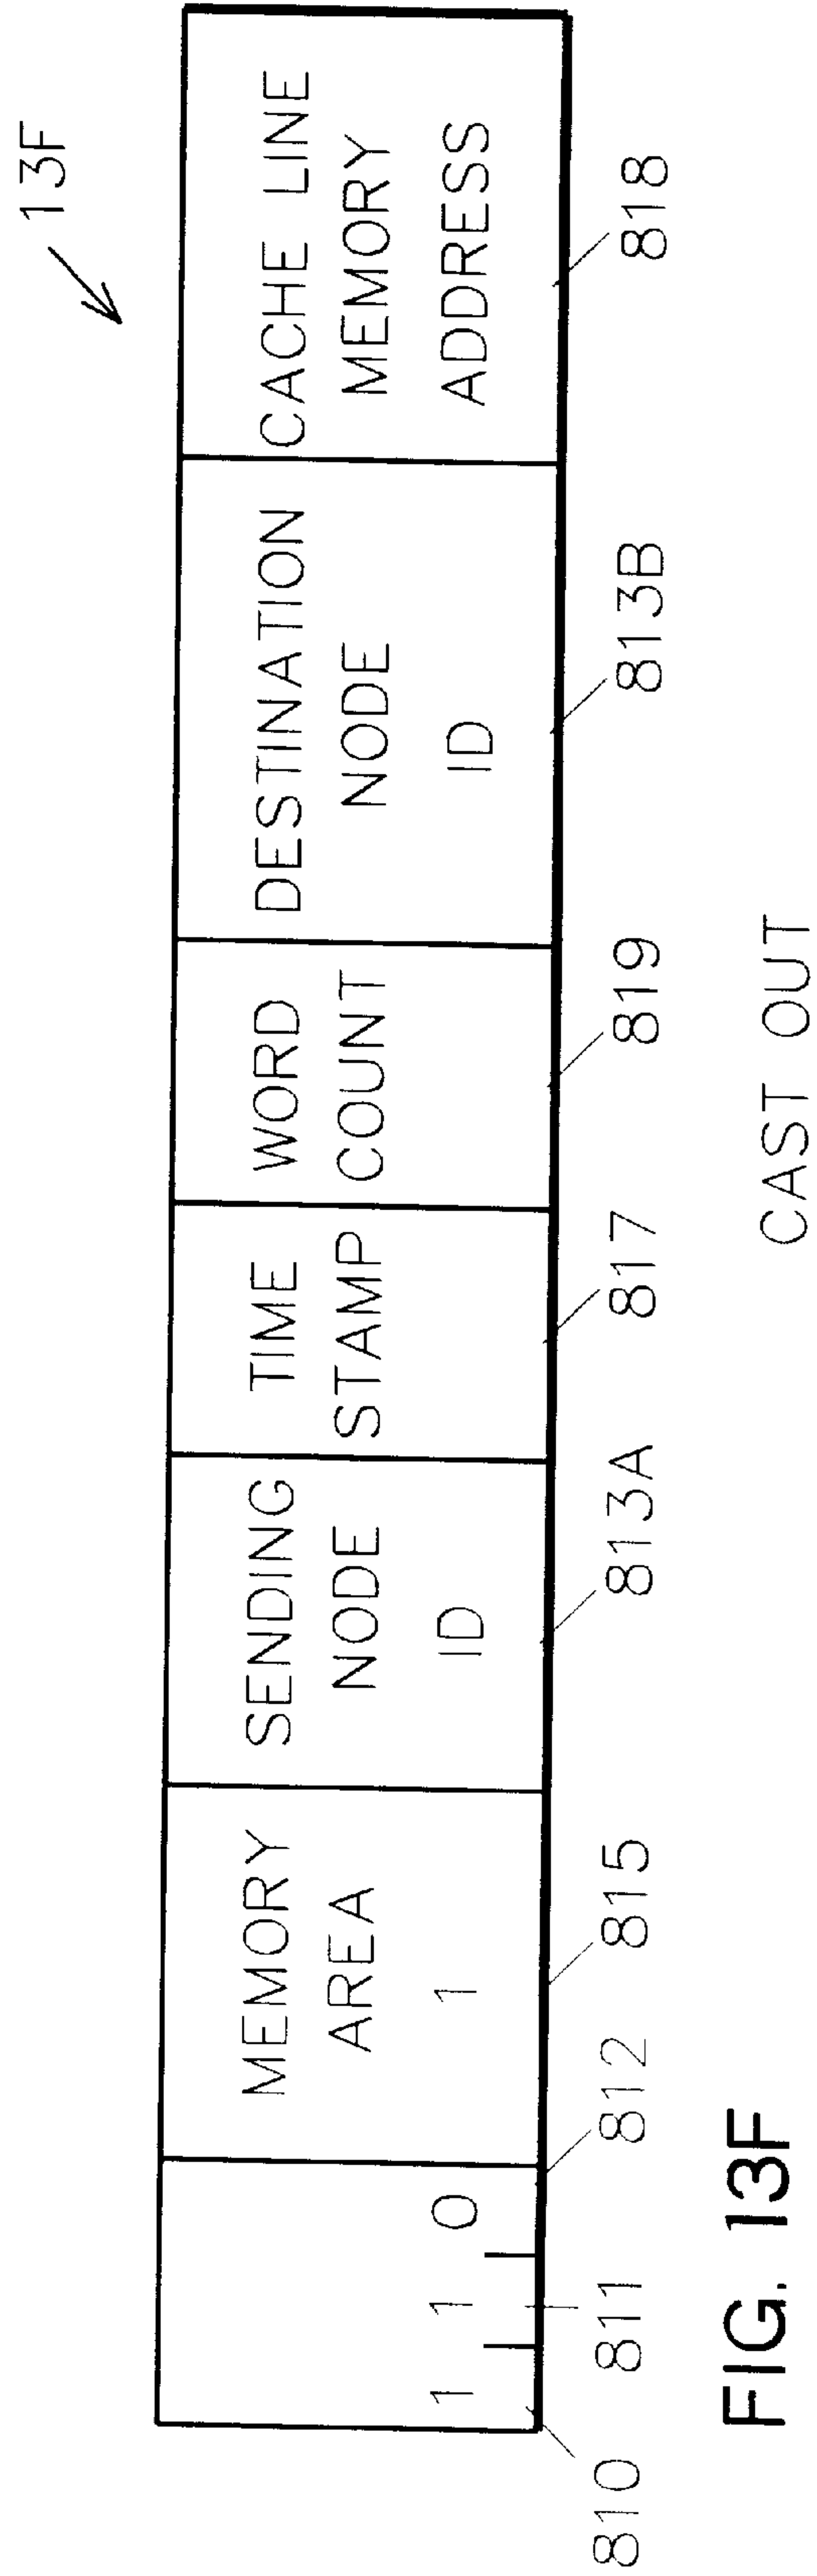 13F
1 1 0
MEMORY
AREA
1
SENDING
NODE
ID
TIME
STAMP
WORD
COUNT
DESTINATION
NODE
ID
CACHE LINE
MEMORY
ADDRESS
810
811
812
815
813A
817
819
813B
818
CAST OUT
FIG. 13F